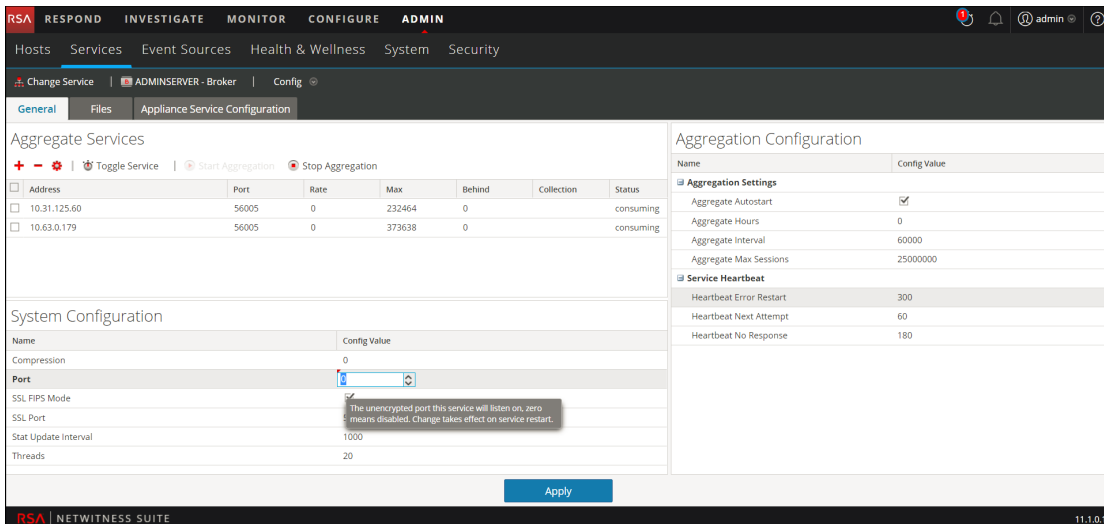 RSA RESPOND INVESTIGATE MONITOR CONFIGURE ADMIN 1 admin
Hosts Services Event Sources Health & Wellness System Security
Change Service | ADMINSERVER - Broker | Config
General Files Appliance Service Configuration
Aggregate Services
Toggle Service | Start Aggregation Stop Aggregation
Address Port Rate Max Behind Collection Status
10.31.125.60 56005 0 232464 0 consuming
10.63.0.179 56005 0 373638 0 consuming
System Configuration
Name Config Value
Compression 0
Port 0
SSL FIPS Mode
The unencrypted port this service will listen on, zero
means disabled. Change takes effect on service restart.
SSL Port
Stat Update Interval 1000
Threads 20
Aggregation Configuration
Name Config Value
Aggregation Settings
Aggregate Autostart
Aggregate Hours 0
Aggregate Interval 60000
Aggregate Max Sessions 25000000
Service Heartbeat
Heartbeat Error Restart 300
Heartbeat Next Attempt 60
Heartbeat No Response 180
Apply
RSA | NETWITNESS SUITE